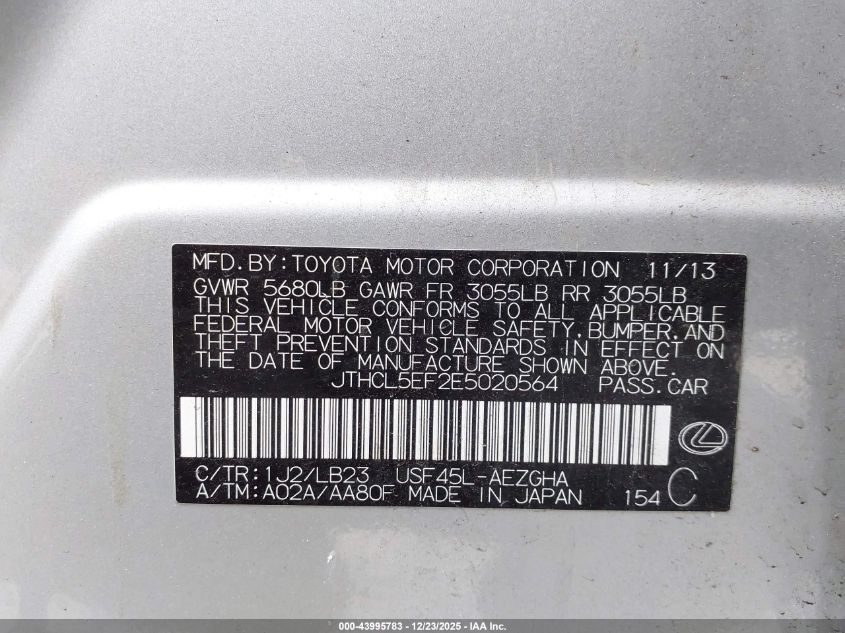 MFD. BY: TOYOTA MOTOR CORPORATION 11/13
GVWR 5680LB GAWR FR 3055LB RR 3055LB
THIS VEHICLE CONFORMS TO ALL APPLICABLE
FEDERAL MOTOR VEHICLE SAFETY, BUMPER, AND
THEFT PREVENTION STANDARDS IN EFFECT ON
THE DATE OF MANUFACTURE SHOWN ABOVE.
JTHCL5EF2E5020564 PASS. CAR
C/TR: 1J2/LB23 USF45L-AEZGHA
A/TM: A02A/AA80F MADE IN JAPAN 154 C
000-43995783 - 12/23/2025 - IAA Inc.